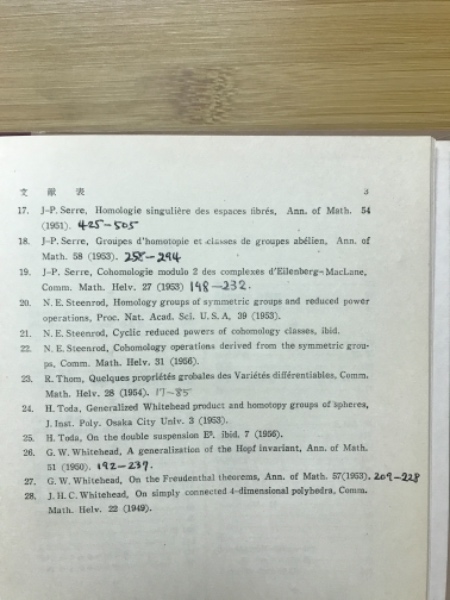 文 献 表 3
17. J-P. Serre, Homologie singulière des espaces fibrés, Ann. of Math. 54
(1951). 425-505
18. J-P. Serre, Groupes d'homotopie et classes de groupes abélien, Ann. of
Math. 58 (1953). 258-294
19. J-P. Serre, Cohomologie modulo 2 des complexes d'Eilenberg-MacLane,
Comm. Math. Helv. 27 (1953) 198-232.
20. N. E. Steenrod, Homology groups of symmetric groups and reduced power
operations, Proc. Nat. Acad. Sci. U. S. A, 39 (1953).
21. N. E. Steenrod, Cyclic reduced powers of cohomology classes, ibid.
22. N. E. Steenrod, Cohomology operations derived from the symmetric grou-
ps, Comm. Math. Helv. 31 (1956).
23. R. Thom, Quelques propriétés grobales des Variétés différentiables, Comm.
Math. Helv. 28 (1954). 17-85
24. H. Toda, Generalized Whitehead product and homotopy groups of spheres,
J. Inst. Poly. Osaka City Univ. 3 (1953).
25. H. Toda, On the double suspension E², ibid. 7 (1956).
26. G. W. Whitehead, A generalization of the Hopf invariant, Ann. of Math.
51 (1950). 192-237.
27. G. W. Whitehead, On the Freudenthal theorems, Ann. of Math. 57(1953). 209-228
28. J. H. C. Whitehead, On simply connected 4-dimensional polyhedra, Comm.
Math. Helv. 22 (1949).